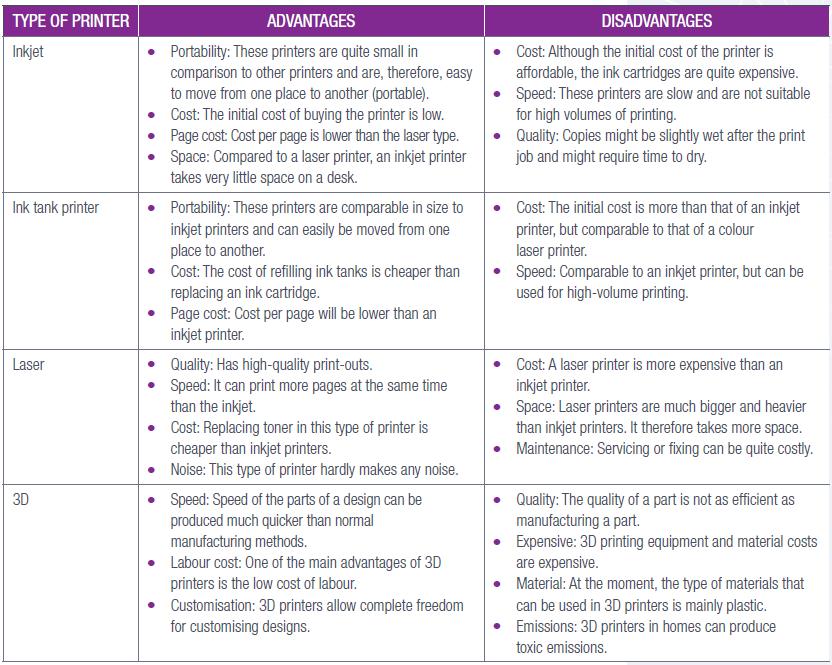 TYPE OF PRINTER ADVANTAGES DISADVANTAGES
Inkjet
• Portability: These printers are quite small in
comparison to other printers and are, therefore, easy
to move from one place to another (portable).
• Cost: The initial cost of buying the printer is low.
• Page cost: Cost per page is lower than the laser type.
• Space: Compared to a laser printer, an inkjet printer
takes very little space on a desk.
• Cost: Although the initial cost of the printer is
affordable, the ink cartridges are quite expensive.
• Speed: These printers are slow and are not suitable
for high volumes of printing.
• Quality: Copies might be slightly wet after the print
job and might require time to dry.
Ink tank printer
• Portability: These printers are comparable in size to
inkjet printers and can easily be moved from one
place to another.
• Cost: The cost of refilling ink tanks is cheaper than
replacing an ink cartridge.
• Page cost: Cost per page will be lower than an
inkjet printer.
• Cost: The initial cost is more than that of an inkjet
printer, but comparable to that of a colour
laser printer.
• Speed: Comparable to an inkjet printer, but can be
used for high-volume printing.
Laser
• Quality: Has high-quality print-outs.
• Speed: It can print more pages at the same time
than the inkjet.
• Cost: Replacing toner in this type of printer is
cheaper than inkjet printers.
• Noise: This type of printer hardly makes any noise.
• Cost: A laser printer is more expensive than an
inkjet printer.
• Space: Laser printers are much bigger and heavier
than inkjet printers. It therefore takes more space.
• Maintenance: Servicing or fixing can be quite costly.
3D
• Speed: Speed of the parts of a design can be
produced much quicker than normal
manufacturing methods.
• Labour cost: One of the main advantages of 3D
printers is the low cost of labour.
• Customisation: 3D printers allow complete freedom
for customising designs.
• Quality: The quality of a part is not as efficient as
manufacturing a part.
• Expensive: 3D printing equipment and material costs
are expensive.
• Material: At the moment, the type of materials that
can be used in 3D printers is mainly plastic.
• Emissions: 3D printers in homes can produce
toxic emissions.